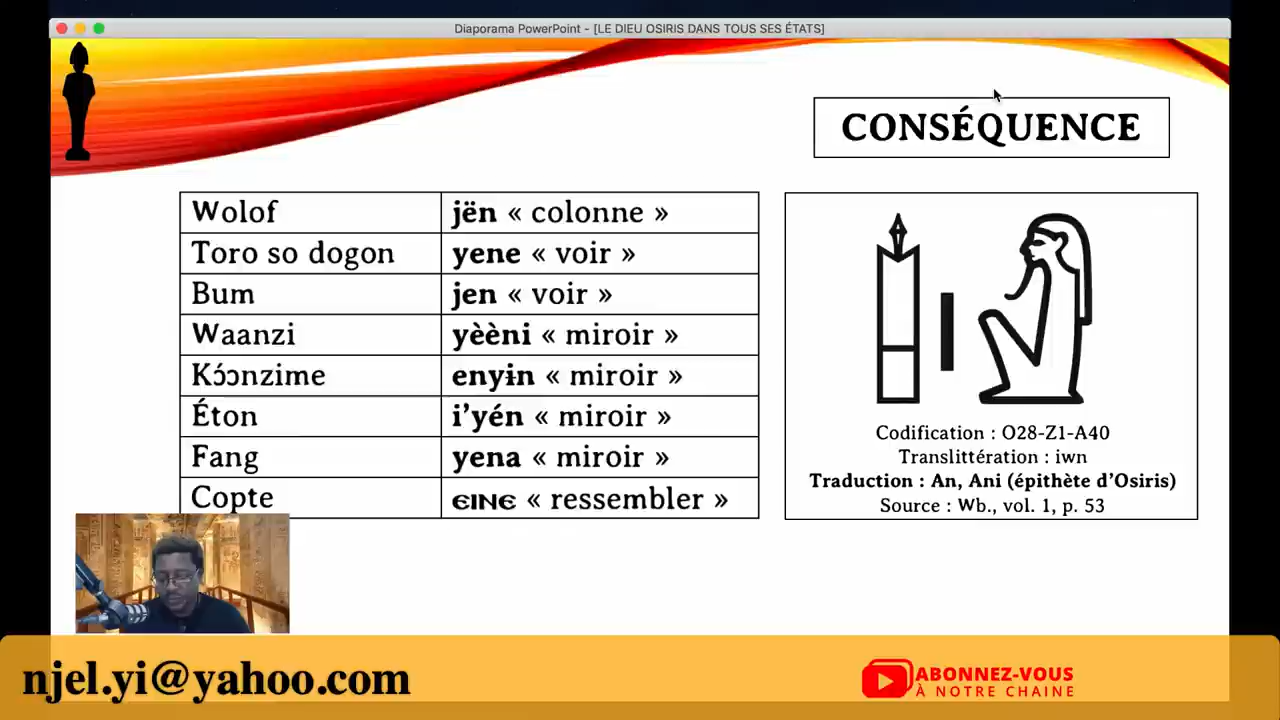 Diaporama PowerPoint - [LE DIEU OSIRIS DANS TOUS SES ÉTATS]
CONSÉQUENCE
Wolof jën « colonne »
Toro so dogon yene « voir »
Bum jen « voir »
Waanzi yèèni « miroir »
Kɔ́ɔnzime enyɨn « miroir »
Éton i’yén « miroir »
Fang yena « miroir »
Copte ⲉⲓⲛⲉ « ressembler »
Codification : O28-Z1-A40
Translittération : iwn
Traduction : An, Ani (épithète d’Osiris)
Source : Wb., vol. 1, p. 53
njel.yi@yahoo.com
ABONNEZ-VOUS
À NOTRE CHAINE